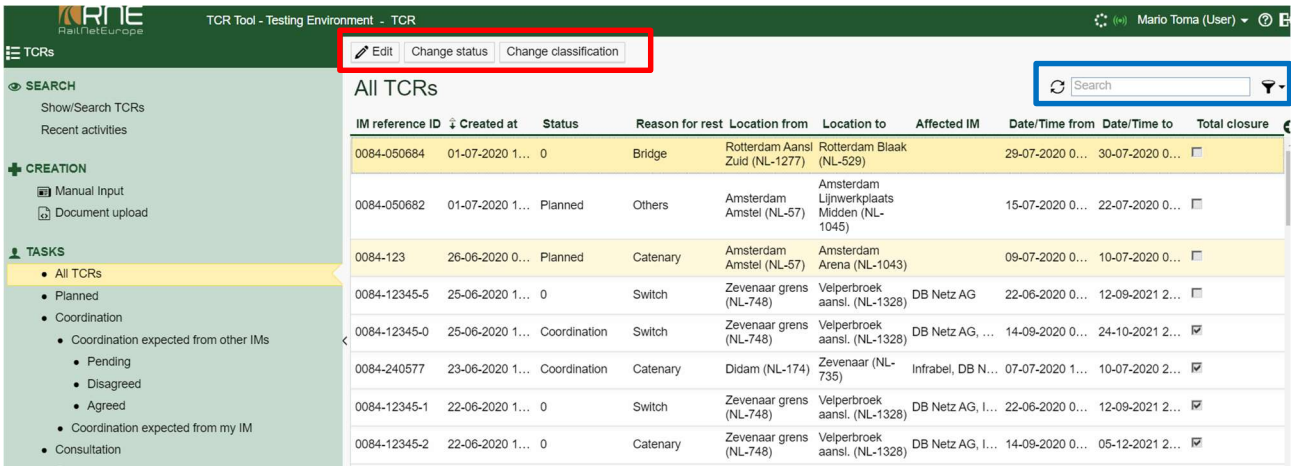 RNE
RailNetEurope
TCR Tool - Testing Environment - TCR
Mario Toma (User)
TCRs
Edit Change status Change classification
SEARCH
Show/Search TCRs
Recent activities
CREATION
Manual Input
Document upload
TASKS
All TCRs
Planned
Coordination
Coordination expected from other IMs
Pending
Disagreed
Agreed
Coordination expected from my IM
Consultation
All TCRs
Search
IM reference ID Created at Status Reason for rest Location from Location to Affected IM Date/Time from Date/Time to Total closure
0084-050684 01-07-2020 1... 0 Bridge Rotterdam Aansl Zuid (NL-1277) Rotterdam Blaak (NL-529) 29-07-2020 0... 30-07-2020 0...
0084-050682 01-07-2020 1... Planned Others Amsterdam Amstel (NL-57) Amsterdam Lijnwerkplaats Midden (NL-1045) 15-07-2020 0... 22-07-2020 0...
0084-123 26-06-2020 0... Planned Catenary Amsterdam Amstel (NL-57) Amsterdam Arena (NL-1043) 09-07-2020 0... 10-07-2020 0...
0084-12345-5 25-06-2020 1... 0 Switch Zevenaar grens (NL-748) Velperbroek aansl. (NL-1328) DB Netz AG 22-06-2020 0... 12-09-2021 2...
0084-12345-0 25-06-2020 1... Coordination Switch Zevenaar grens (NL-748) Velperbroek aansl. (NL-1328) DB Netz AG, ... 14-09-2020 0... 24-10-2021 2...
0084-240577 23-06-2020 1... Coordination Catenary Didam (NL-174) Zevenaar (NL-735) Infrabel, DB N... 07-07-2020 1... 10-07-2020 2...
0084-12345-1 22-06-2020 1... 0 Switch Zevenaar grens (NL-748) Velperbroek aansl. (NL-1328) DB Netz AG, I... 22-06-2020 0... 12-09-2021 2...
0084-12345-2 22-06-2020 1... 0 Catenary Zevenaar grens (NL-748) Velperbroek aansl. (NL-1328) DB Netz AG, I... 14-09-2020 0... 05-12-2021 2...